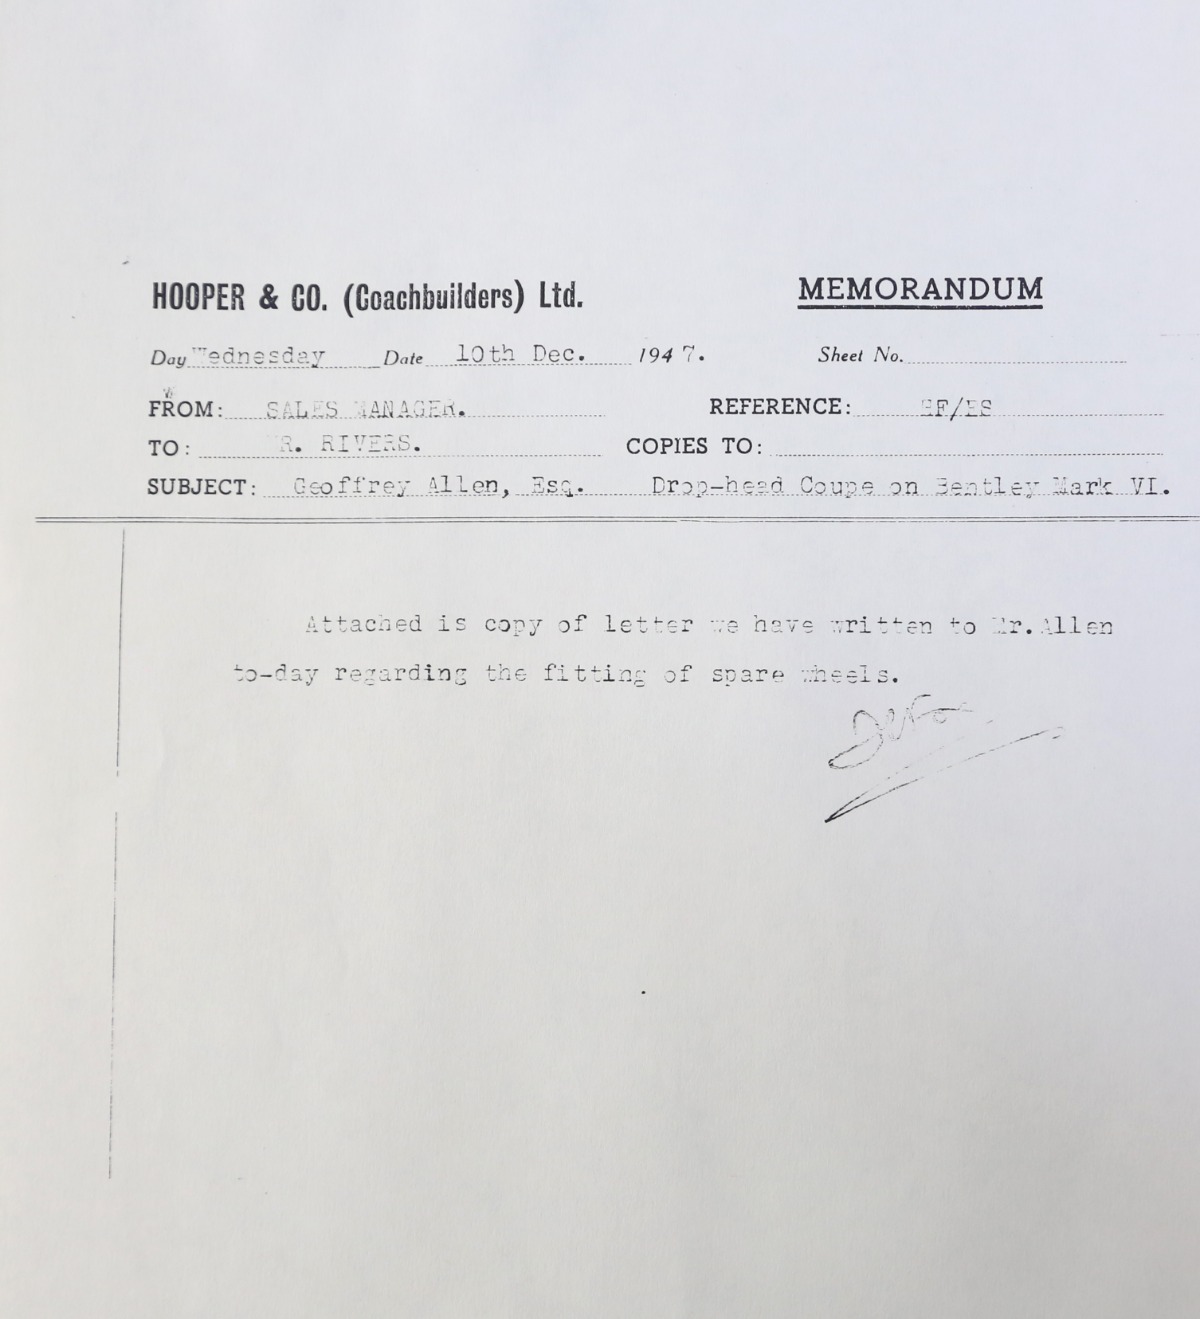 HOOPER & CO. (Coachbuilders) Ltd. MEMORANDUM
Day Wednesday Date 10th Dec. 1947. Sheet No.
FROM: SALES MANAGER. REFERENCE:
TO: MR. RIVERS. COPIES TO:
SUBJECT: Geoffrey Allen, Esq. Drop-head Coupe on Bentley Mark VI.
Attached is copy of letter we have written to Mr.Allen
to-day regarding the fitting of spare wheels.